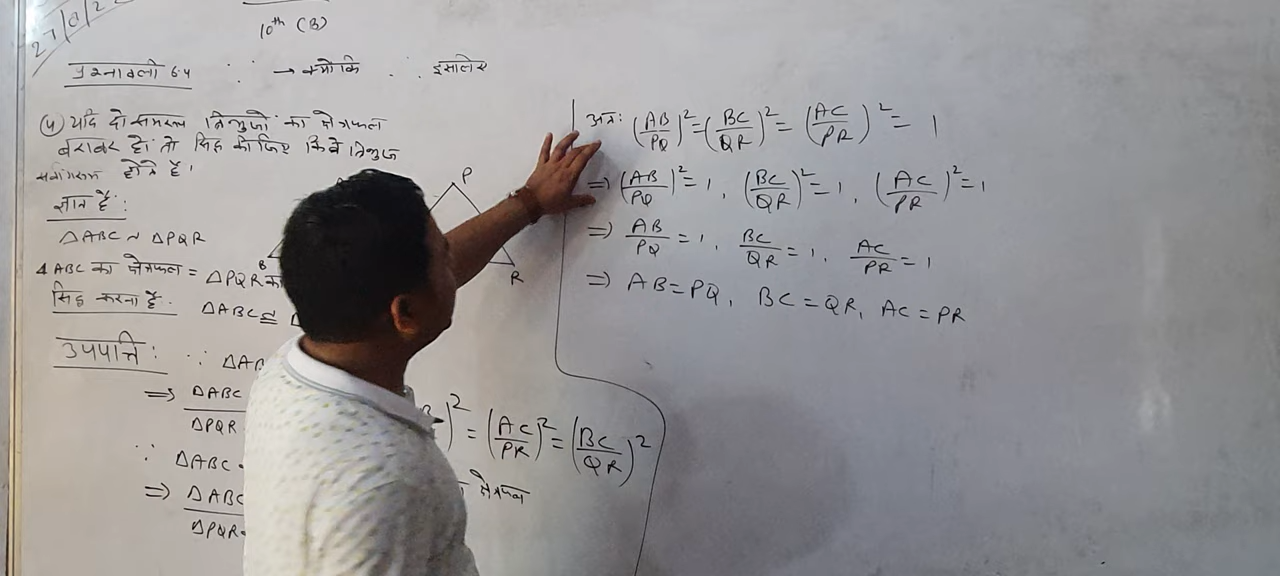 10th (B)
प्रश्नावली 6.4 ∵ → क्योंकि ∴ इसलिए
(4) यदि दो समरूप त्रिभुजों का क्षेत्रफल
बराबर हों तो सिद्ध कीजिए कि वे त्रिभुज
सर्वांगसम होते हैं।
ज्ञात है:
△ABC ~ △PQR
△ABC का क्षेत्रफल = △PQR का
सिद्ध करना है. △ABC ≅
उपपत्ति: ∵ △AB
⇒ △ABC / △PQR
)² = (AC/PR)² = (BC/QR)²
∵ △ABC
क्षेत्रफल
⇒ △ABC / △PQR
P
B
R
अतः (AB/PQ)² = (BC/QR)² = (AC/PR)² = 1
⇒ (AB/PQ)² = 1, (BC/QR)² = 1, (AC/PR)² = 1
⇒ AB/PQ = 1, BC/QR = 1, AC/PR = 1
⇒ AB = PQ, BC = QR, AC = PR